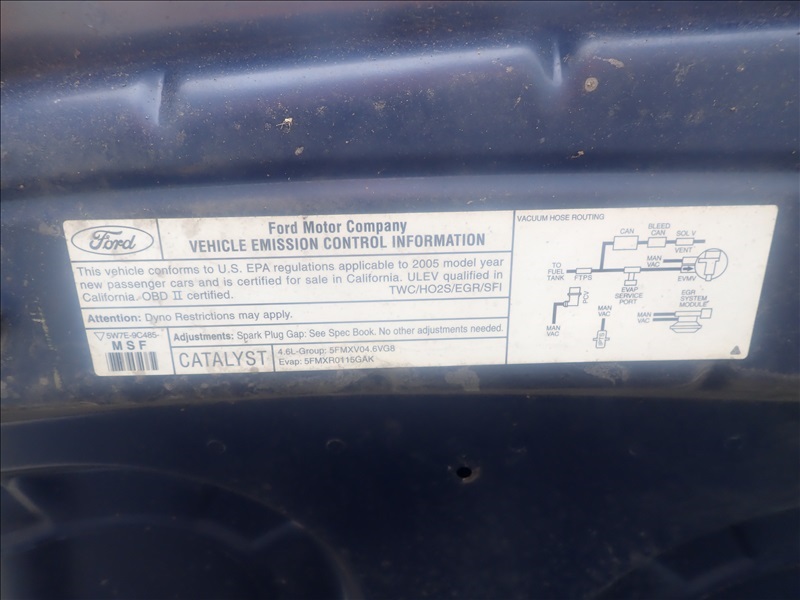 Ford
Ford Motor Company
VEHICLE EMISSION CONTROL INFORMATION
This vehicle conforms to U.S. EPA regulations applicable to 2005 model year
new passenger cars and is certified for sale in California. ULEV qualified in
California. OBD II certified.
TWC/HO2S/EGR/SFI
Attention: Dyno Restrictions may apply.
5W7E-9C485-
MSF
Adjustments: Spark Plug Gap: See Spec Book. No other adjustments needed.
CATALYST
4.6L-Group: 5FMXV04.6VG8
Evap: 5FMXR0115GAK
VACUUM HOSE ROUTING
CAN
BLEED
CAN
SOL V
VENT
TO
FUEL
TANK
FTPS
MAN
VAC
EVMV
EVAP
SERVICE
PORT
PCV
MAN
VAC
MAN
VAC
MAN
VAC
EGR
SYSTEM
MODULE